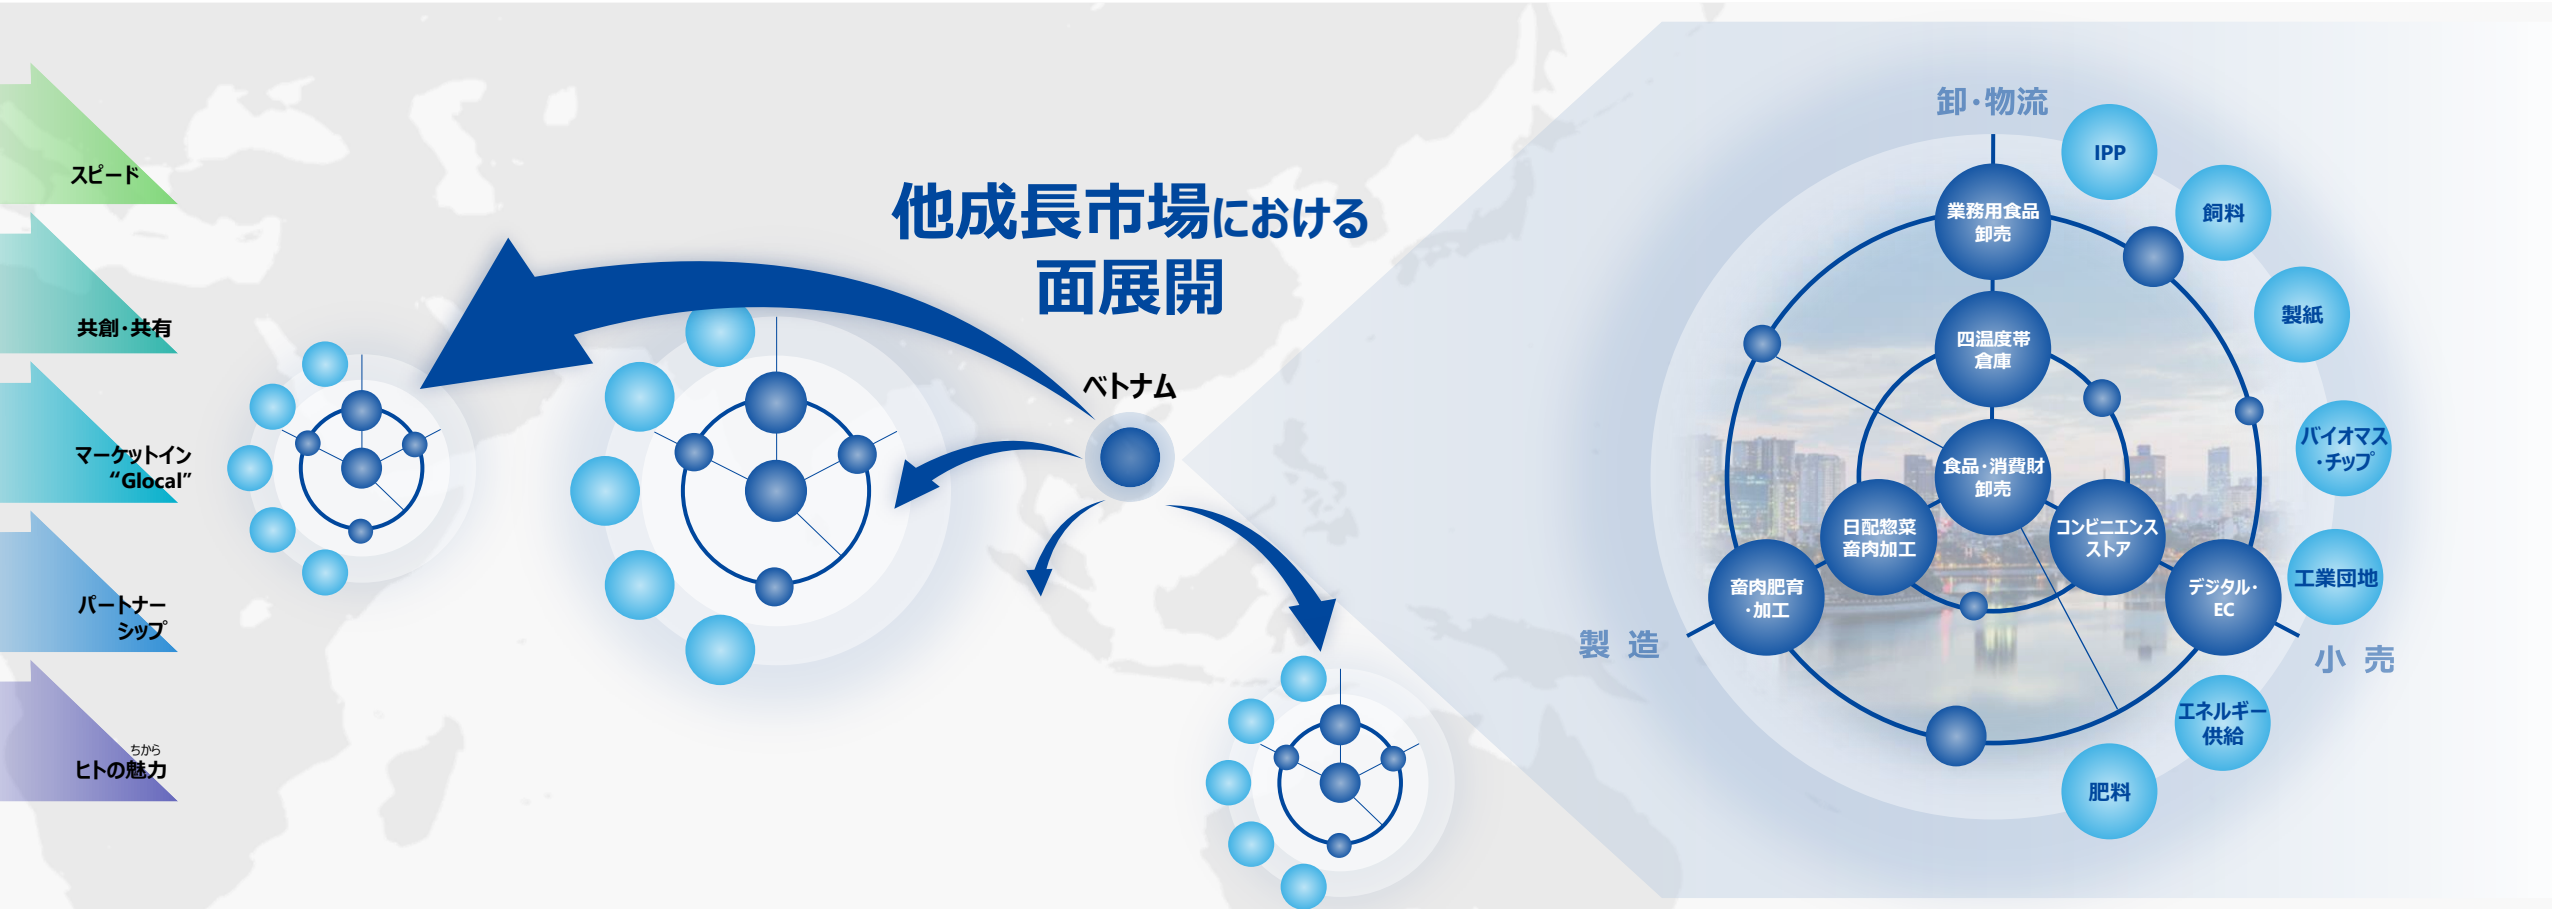 スピード
共創・共有
マーケットイン
“Glocal”
パートナー
シップ
ちから
ヒトの魅力
他成長市場における
面展開
ベトナム
卸・物流
製 造
小 売
業務用食品
卸売
四温度帯
倉庫
食品・消費財
卸売
日配惣菜
畜肉加工
コンビニエンス
ストア
畜肉肥育
・加工
デジタル・
EC
IPP
飼料
製紙
バイオマス
・チップ
工業団地
エネルギー
供給
肥料